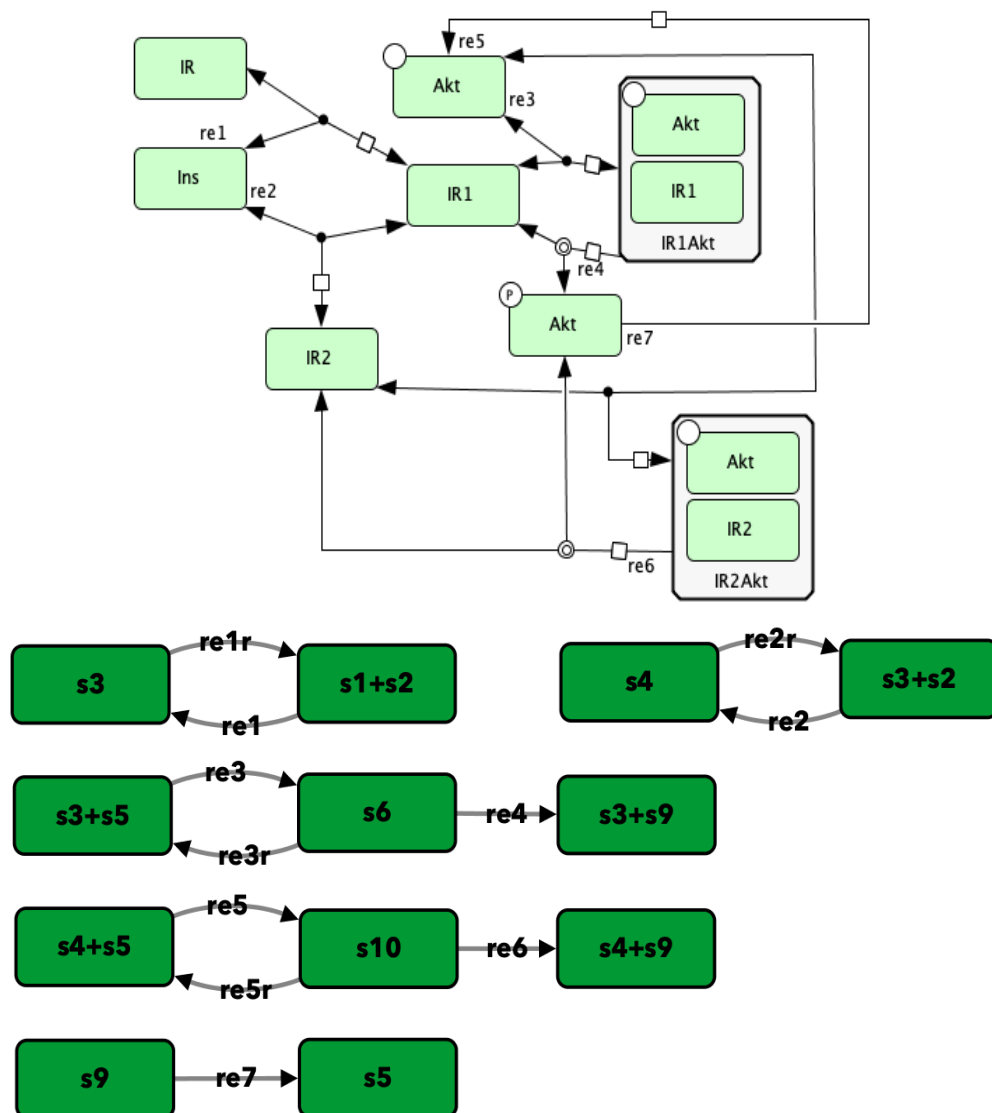 re5
IR
Akt
re3
Akt
re1
Ins
re2
IR1
IR1
IR1Akt
re4
P
Akt
re7
IR2
Akt
IR2
re6
IR2Akt
re1r
s3
s1+s2
re1
re2r
s4
s3+s2
re2
re3
s3+s5
s6
re4
s3+s9
re3r
re5
s4+s5
s10
re6
s4+s9
re5r
s9
re7
s5